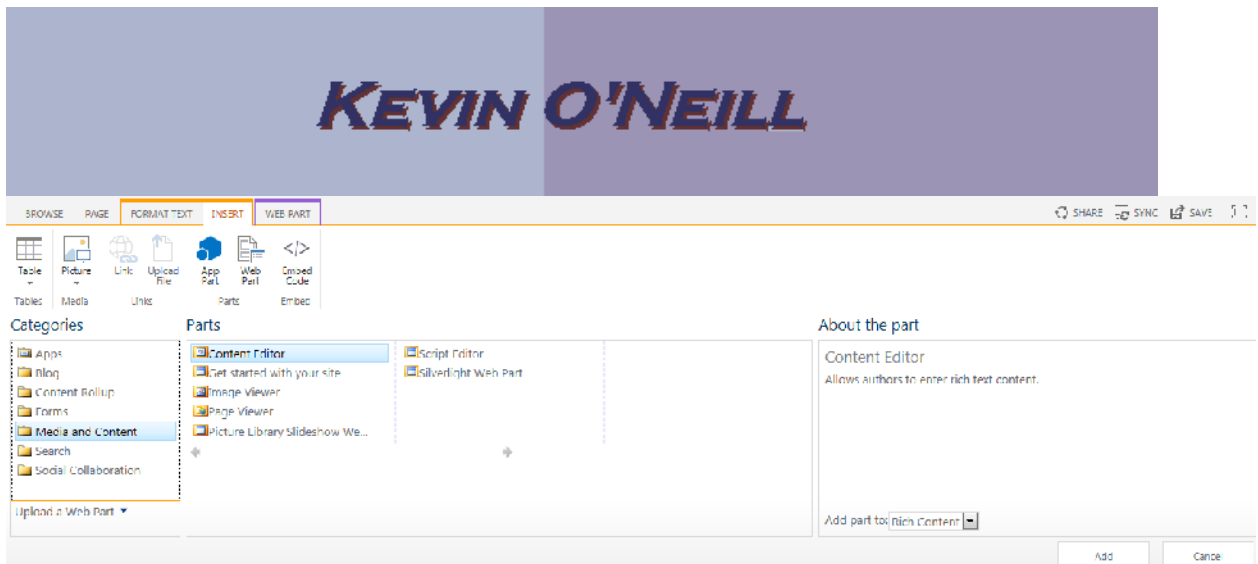 KEVIN O'NEILL
BROWSE PAGE FORMAT TEXT INSERT WEB PART SHARE SYNC SAVE
Table Picture Link Upload File App Part Web Part Embed Code
Tables Media Links Parts Embed
Categories Parts About the part
Apps Content Editor Script Editor Content Editor
Blog Get started with your site Silverlight Web Part Allows authors to enter rich text content.
Content Rollup Image Viewer
Forms Page Viewer
Media and Content Picture Library Slideshow We...
Search
Social Collaboration
Upload a Web Part Add part to: Rich Content
Add Cancel